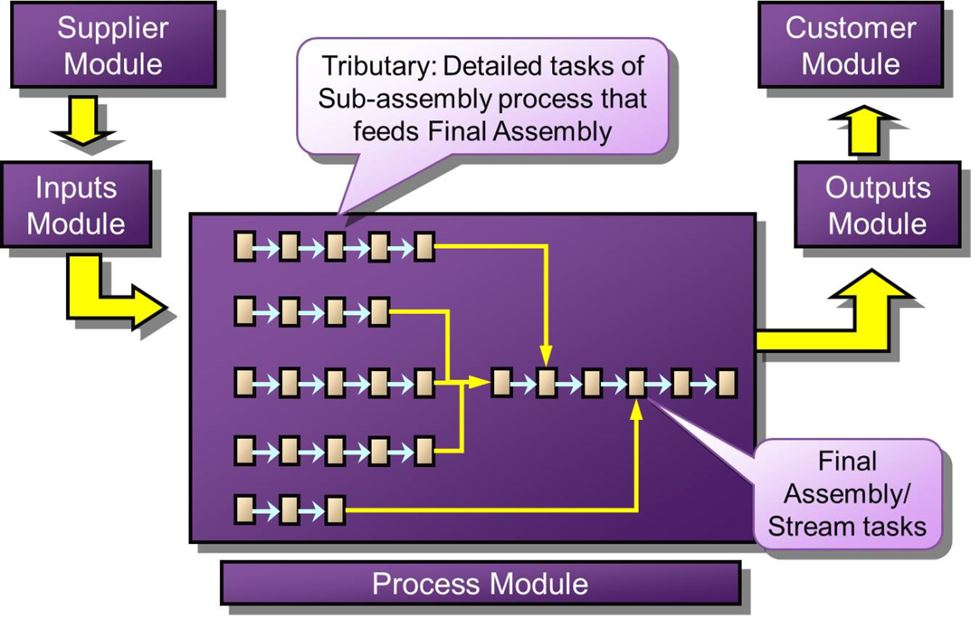 Supplier
Module
Customer
Module
Tributary: Detailed tasks of
Sub-assembly process that
feeds Final Assembly
Inputs
Module
Outputs
Module
Final
Assembly/
Stream tasks
Process Module